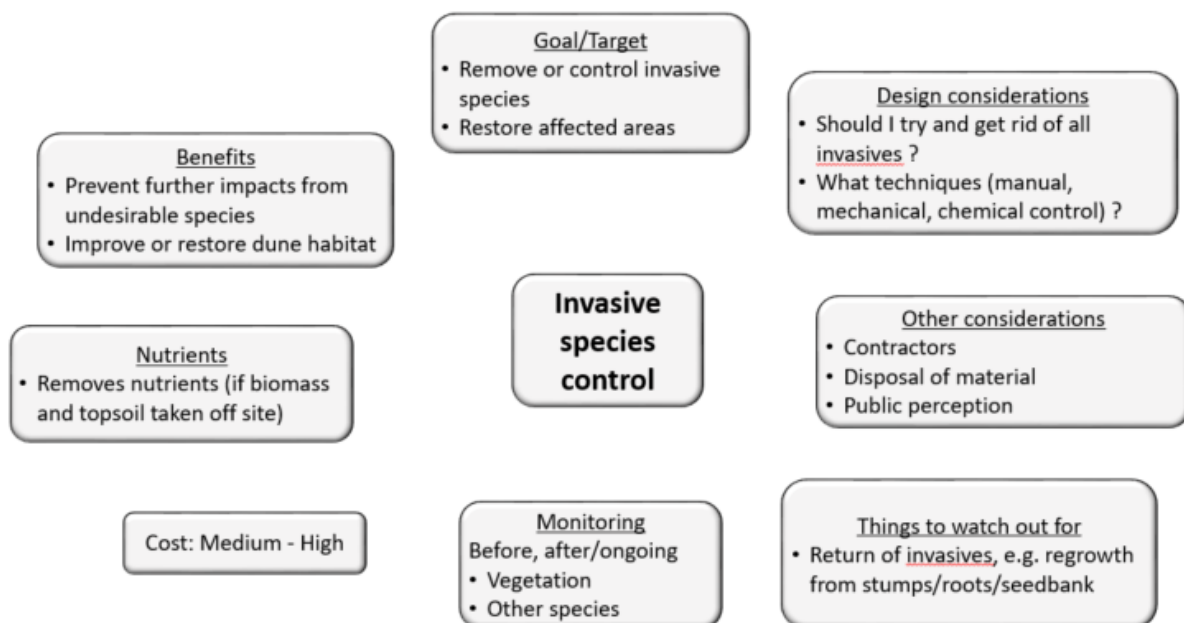 Goal/Target
• Remove or control invasive
species
• Restore affected areas
Design considerations
• Should I try and get rid of all
invasives ?
• What techniques (manual,
mechanical, chemical control) ?
Benefits
• Prevent further impacts from
undesirable species
• Improve or restore dune habitat
Invasive
species
control
Other considerations
• Contractors
• Disposal of material
• Public perception
Nutrients
• Removes nutrients (if biomass
and topsoil taken off site)
Cost: Medium - High
Monitoring
Before, after/ongoing
• Vegetation
• Other species
Things to watch out for
• Return of invasives, e.g. regrowth
from stumps/roots/seedbank